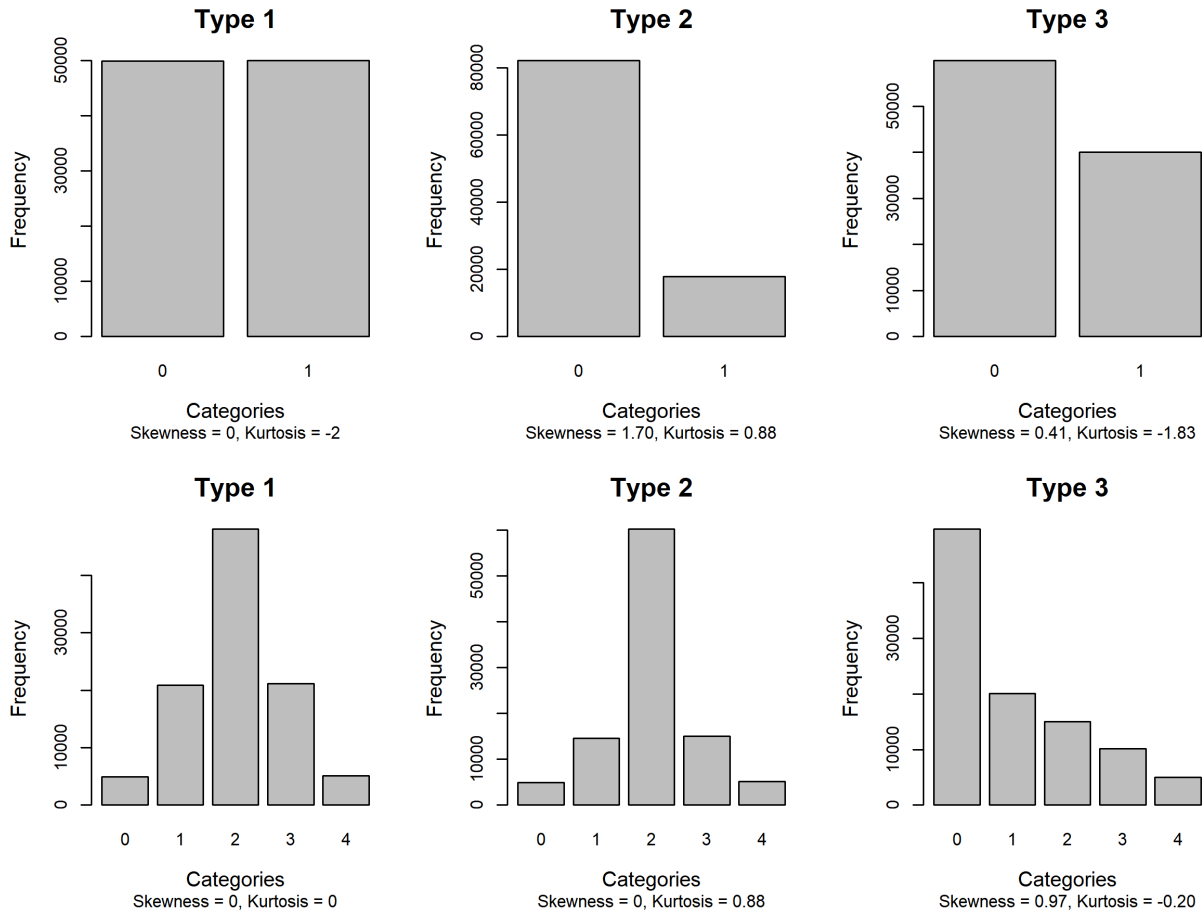 Type 1
Frequency
50000
30000
10000
0
0 1
Categories
Skewness = 0, Kurtosis = -2
Type 2
Frequency
80000
60000
40000
20000
0
0 1
Categories
Skewness = 1.70, Kurtosis = 0.88
Type 3
Frequency
50000
30000
10000
0
0 1
Categories
Skewness = 0.41, Kurtosis = -1.83
Type 1
Frequency
30000
10000
0
0 1 2 3 4
Categories
Skewness = 0, Kurtosis = 0
Type 2
Frequency
50000
30000
10000
0
0 1 2 3 4
Categories
Skewness = 0, Kurtosis = 0.88
Type 3
Frequency
30000
10000
0
0 1 2 3 4
Categories
Skewness = 0.97, Kurtosis = -0.20